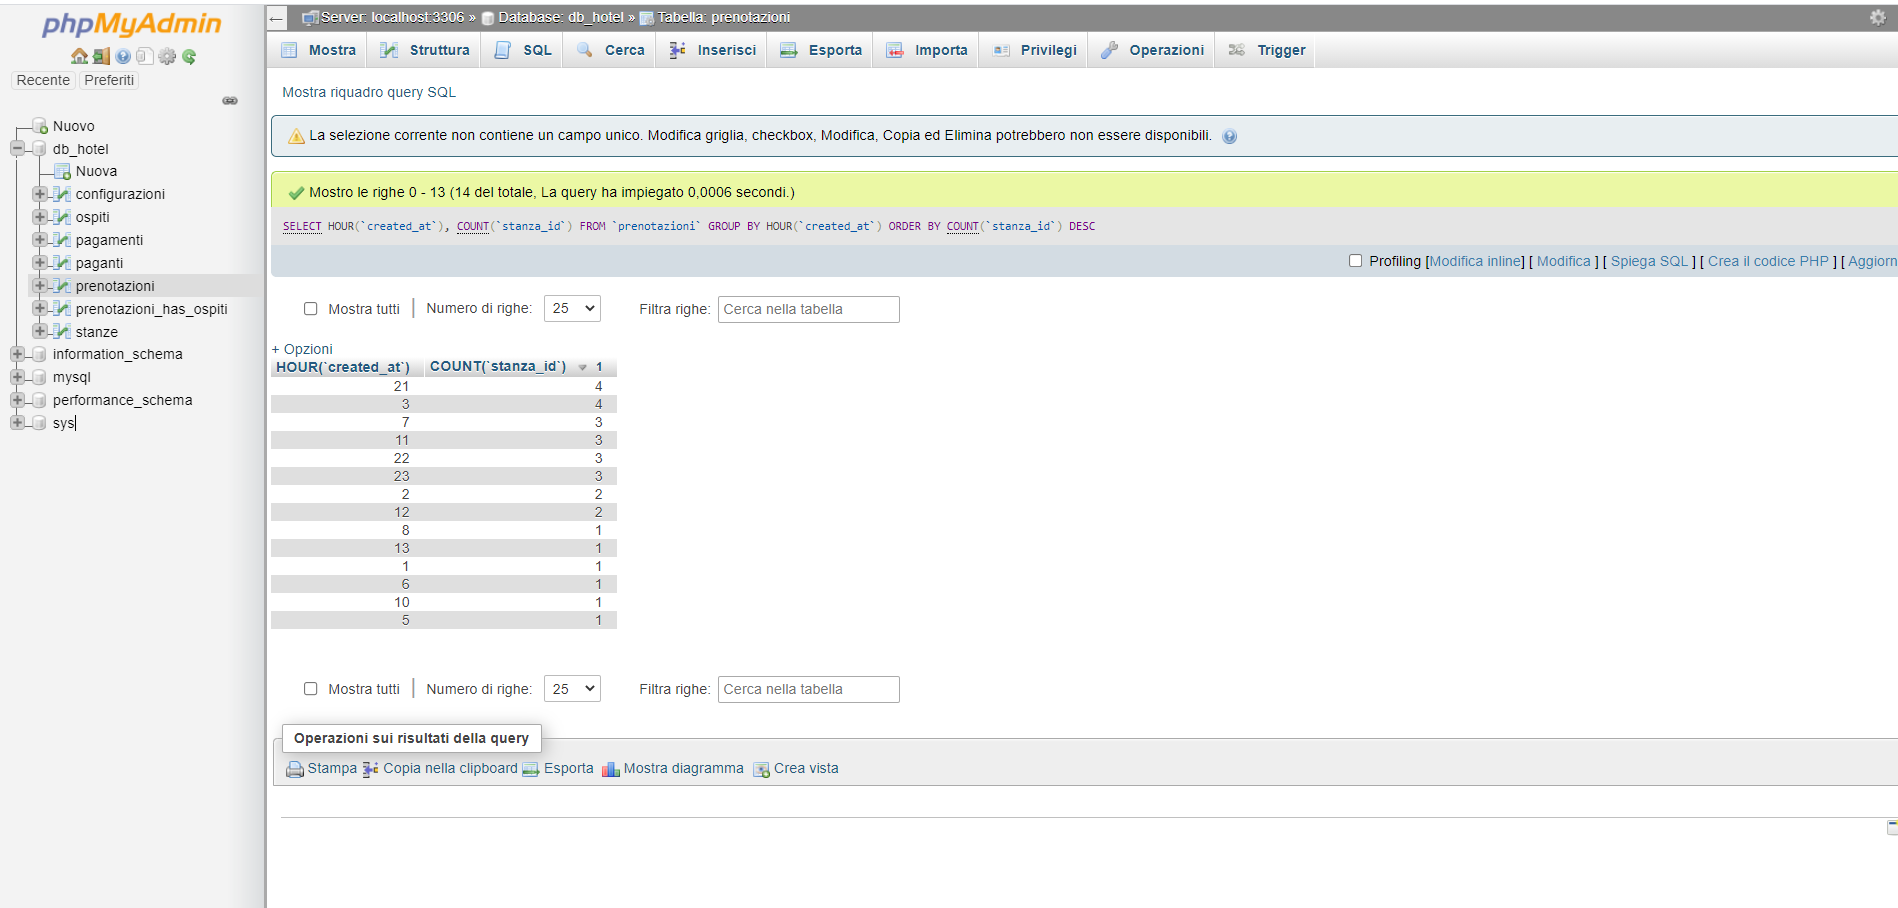 phpMyAdmin
Recente Preferiti
Nuovo
db_hotel
Nuova
configurazioni
ospiti
pagamenti
paganti
prenotazioni
prenotazioni_has_ospiti
stanze
information_schema
mysql
performance_schema
sys
Server: localhost:3306 » Database: db_hotel » Tabella: prenotazioni
Mostra Struttura SQL Cerca Inserisci Esporta Importa Privilegi Operazioni Trigger
Mostra riquadro query SQL
La selezione corrente non contiene un campo unico. Modifica griglia, checkbox, Modifica, Copia ed Elimina potrebbero non essere disponibili.
Mostro le righe 0 - 13 (14 del totale, La query ha impiegato 0,0006 secondi.)
SELECT HOUR(`created_at`), COUNT(`stanza_id`) FROM `prenotazioni` GROUP BY HOUR(`created_at`) ORDER BY COUNT(`stanza_id`) DESC
Profiling [Modifica inline] [ Modifica ] [ Spiega SQL ] [ Crea il codice PHP ] [ Aggiorn
Mostra tutti | Numero di righe: 25 Filtra righe: Cerca nella tabella
+ Opzioni
HOUR(`created_at`) COUNT(`stanza_id`) 1
21 4
3 4
7 3
11 3
22 3
23 3
2 2
12 2
8 1
13 1
1 1
6 1
10 1
5 1
Mostra tutti | Numero di righe: 25 Filtra righe: Cerca nella tabella
Operazioni sui risultati della query
Stampa Copia nella clipboard Esporta Mostra diagramma Crea vista